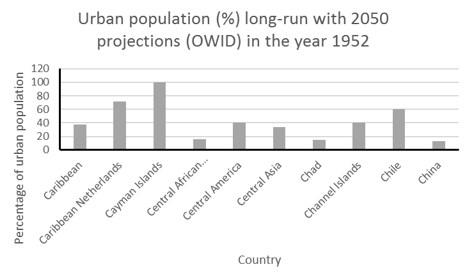 Urban population (%) long-run with 2050
projections (OWID) in the year 1952
Percentage of urban population
120
100
80
60
40
20
0
Caribbean
Caribbean Netherlands
Cayman Islands
Central African...
Central America
Central Asia
Chad
Channel Islands
Chile
China
Country